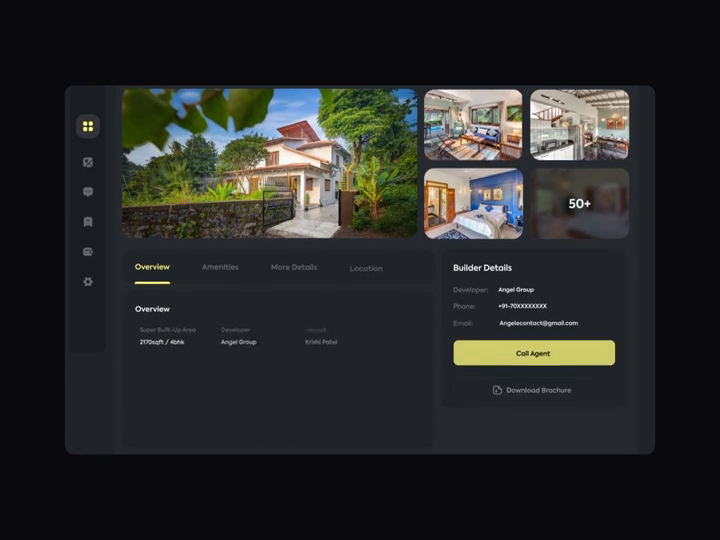 50+
Overview
Amenities
More Details
Location
Overview
Super Built-Up Area
Developer
2170sqft / 4bhk
Angel Group
Krishi Patel
Builder Details
Developer: Angel Group
Phone: +91-70XXXXXXXX
Email: Angelecontact@gmail.com
Call Agent
Download Brochure